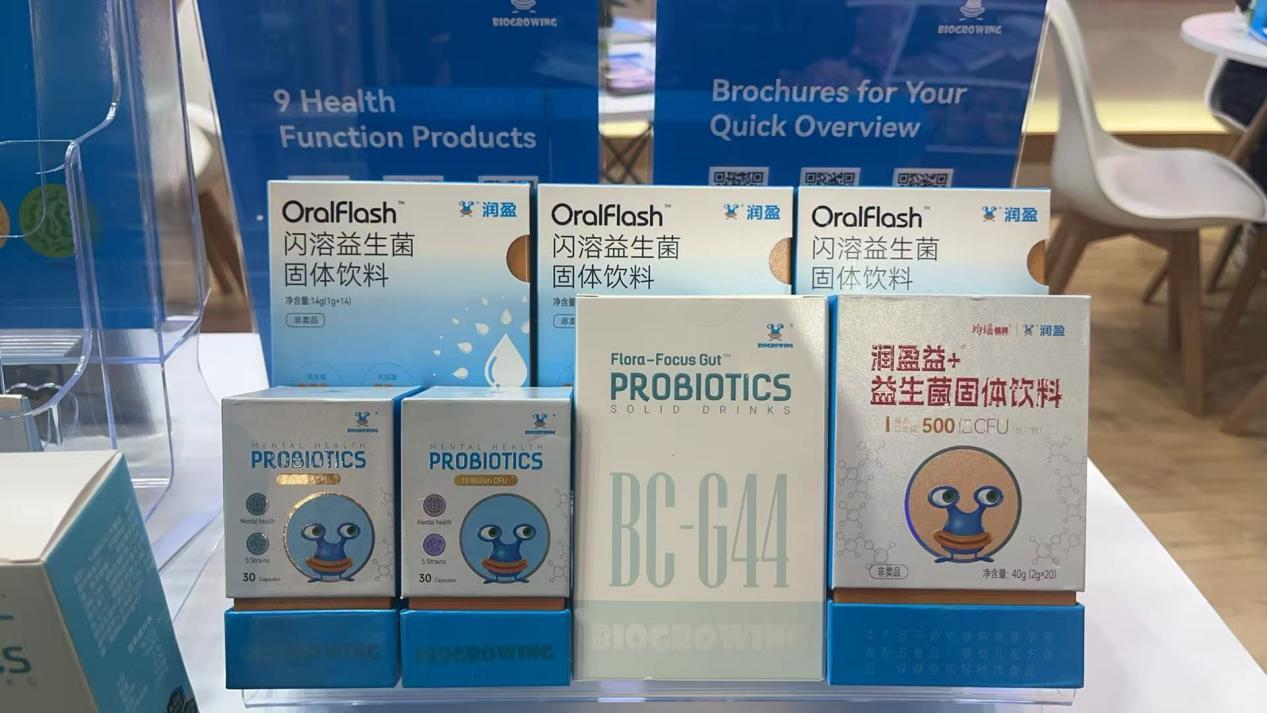 BIOGROWING
9 Health
Function Products
BIOGROWING
Brochures for Your
Quick Overview
OralFlash™
润盈
闪溶益生菌
固体饮料
净含量:14g(1g×14)
非卖品
OralFlash™
润盈
闪溶益生菌
固体饮料
净含
OralFlash™
润盈
闪溶益生菌
固体饮料
BIOGROWING
MENTAL HEALTH
PROBIOTICS
Mental health
5 Strains
30 Capsules
BIOGROWING
BIOGROWING
MENTAL HEALTH
PROBIOTICS
10 Billion CFU
Mental health
5 Strains
30 Capsules
BIOGROWING
BIOGROWING
Flora-Focus Gut™
PROBIOTICS
SOLID DRINKS
BC-G44
BIOGROWING
均瑶健康 润盈
润盈益+
益生菌固体饮料
500亿CFU
非卖品
净含量: 40g (2g×20)